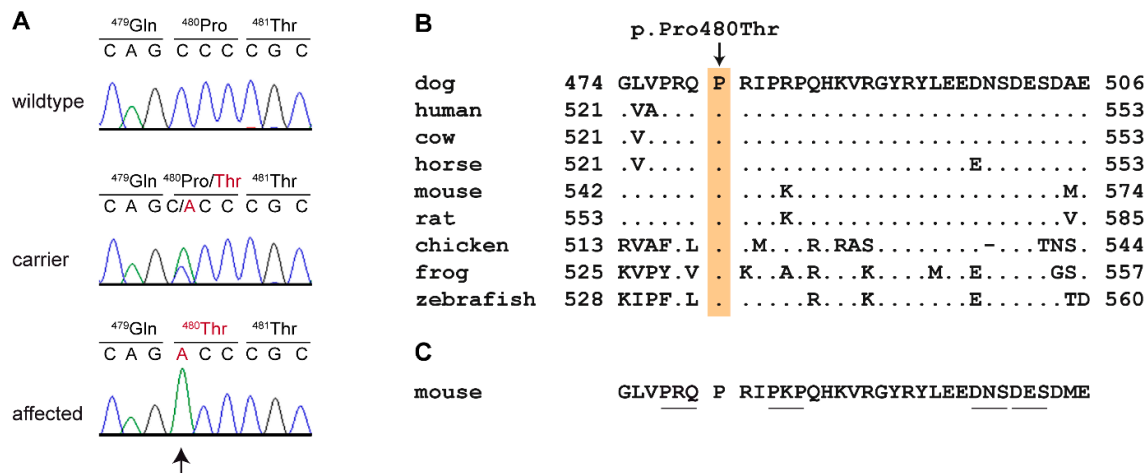 A
479Gln 480Pro 481Thr
C A G C C C C G C
wildtype
479Gln 480Pro/Thr 481Thr
C A G C/A C C C G C
carrier
479Gln 480Thr 481Thr
C A G A C C C G C
affected
B
p.Pro480Thr
dog 474 GLVPRQ P RIPRPQHKVRGYRYLEEDNSDESDAE 506
human 521 .VA... . .......................... 553
cow 521 .V.... . .......................... 553
horse 521 .V.... . .................E........ 553
mouse 542 ...... . ...K....................M. 574
rat 553 ...... . ...K....................V. 585
chicken 513 RVAF.L . .M...R.RAS........-...TNS. 544
frog 525 KVPY.V . K..A.R...K....M..E.....GS. 557
zebrafish 528 KIPF.L . .....R...K.......E......TD 560
C
mouse GLVPRQ P RIPKPQHKVRGYRYLEEDNSDESDME